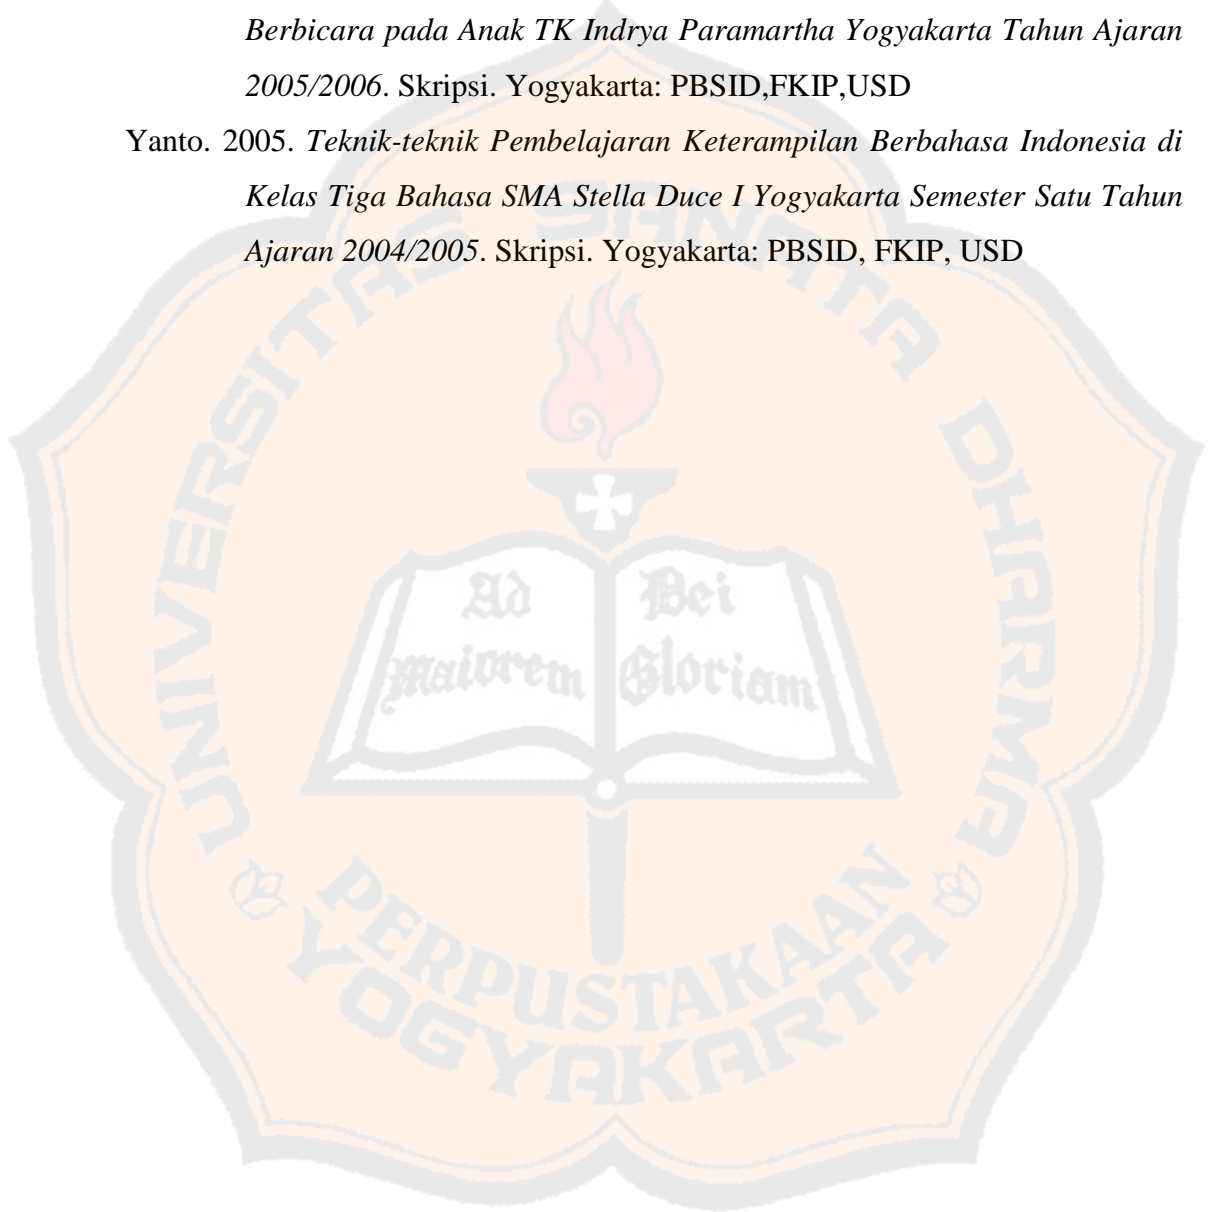 Berbicara pada Anak TK Indrya Paramartha Yogyakarta Tahun Ajaran
2005/2006. Skripsi. Yogyakarta: PBSID,FKIP,USD
Yanto. 2005. Teknik-teknik Pembelajaran Keterampilan Berbahasa Indonesia di
Kelas Tiga Bahasa SMA Stella Duce I Yogyakarta Semester Satu Tahun
Ajaran 2004/2005. Skripsi. Yogyakarta: PBSID, FKIP, USD
UNIVERSITAS SANATA DHARMA
Ad Dei
Maiorem Gloriam
PERPUSTAKAAN
YOGYAKARTA